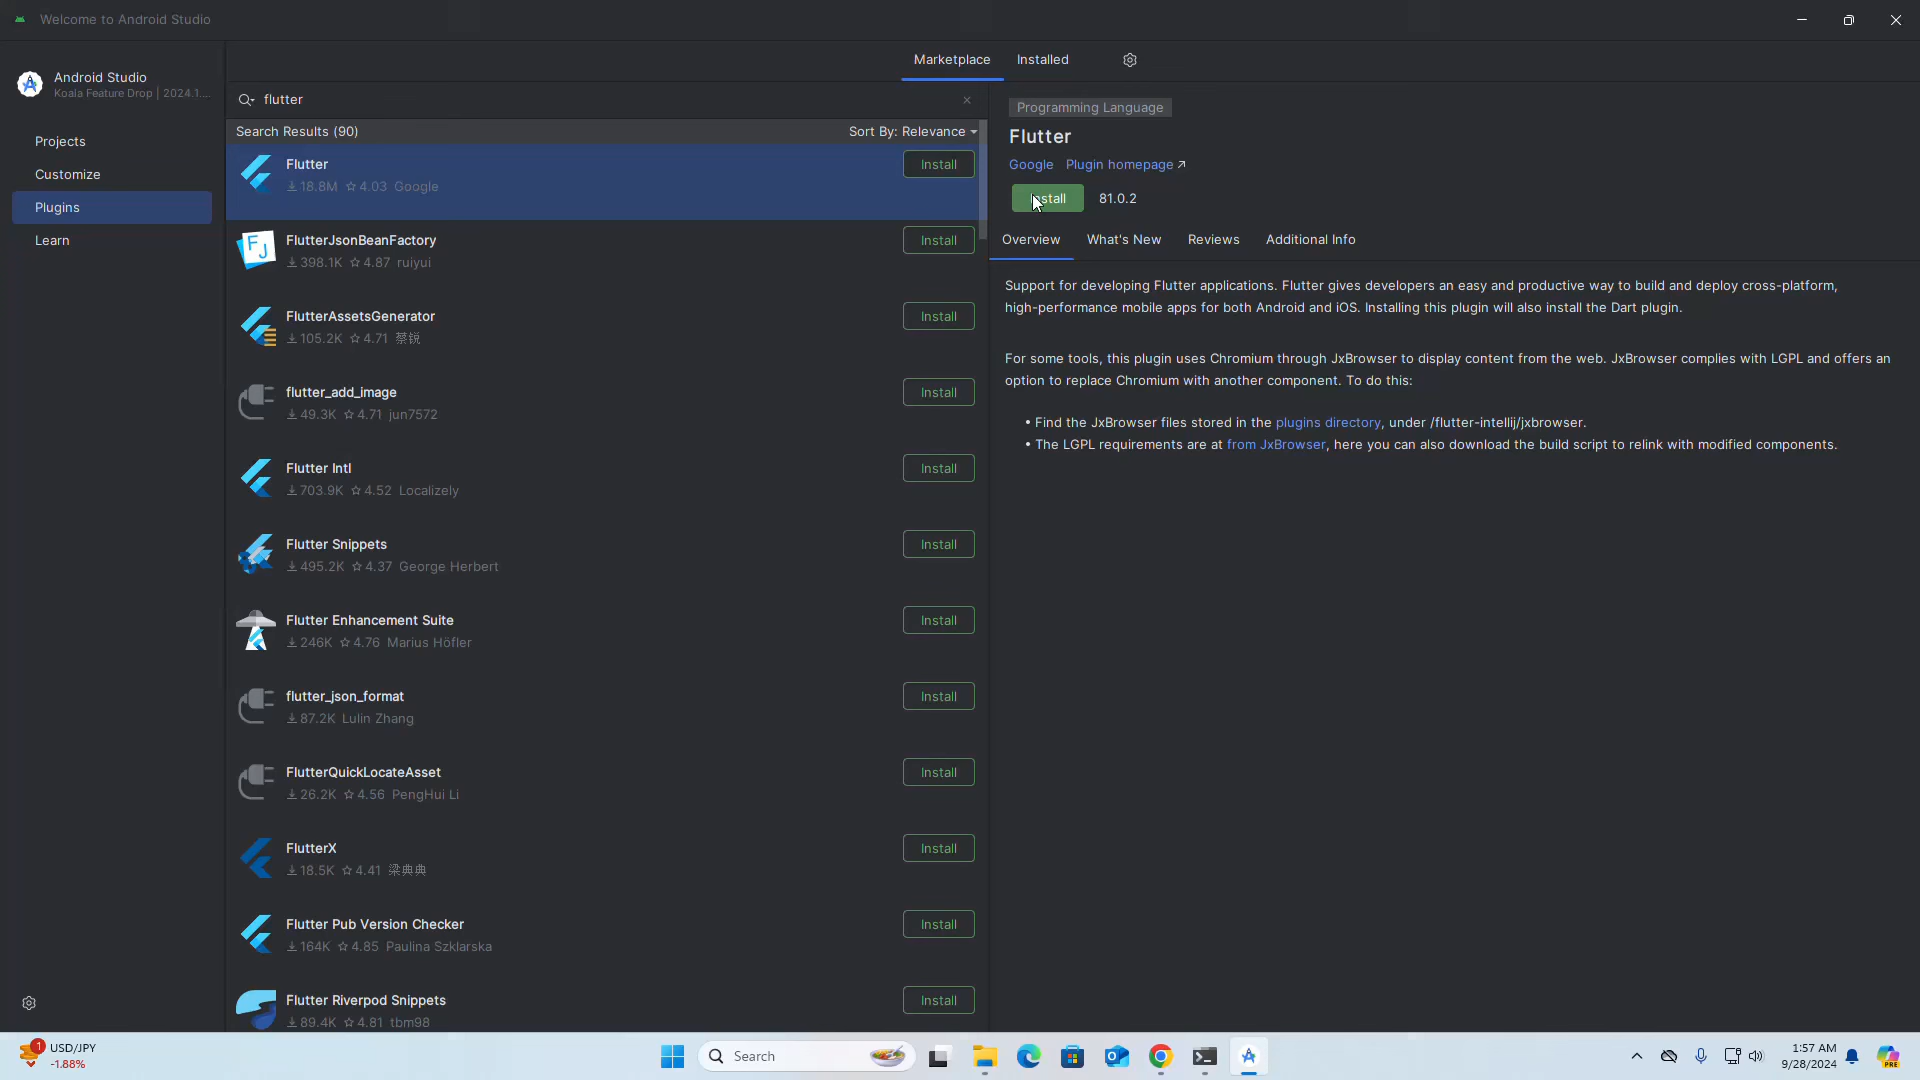 Welcome to Android Studio
Android Studio
Koala Feature Drop | 2024.1....
Projects
Customize
Plugins
Learn
Marketplace
Installed
flutter
Search Results (90)
Sort By: Relevance
Flutter
18.8M 4.03 Google
Install
FlutterJsonBeanFactory
398.1K 4.87 ruiyui
Install
FlutterAssetsGenerator
105.2K 4.71 蔡锐
Install
flutter_add_image
49.3K 4.71 jun7572
Install
Flutter Intl
703.9K 4.52 Localizely
Install
Flutter Snippets
495.2K 4.37 George Herbert
Install
Flutter Enhancement Suite
246K 4.76 Marius Höfler
Install
flutter_json_format
87.2K Lulin Zhang
Install
FlutterQuickLocateAsset
26.2K 4.56 PengHui Li
Install
FlutterX
18.5K 4.41 梁典典
Install
Flutter Pub Version Checker
164K 4.85 Paulina Szklarska
Install
Flutter Riverpod Snippets
89.4K 4.81 tbm98
Install
Programming Language
Flutter
Google Plugin homepage ↗
Install 81.0.2
Overview What's New Reviews Additional Info
Support for developing Flutter applications. Flutter gives developers an easy and productive way to build and deploy cross-platform,
high-performance mobile apps for both Android and iOS. Installing this plugin will also install the Dart plugin.
For some tools, this plugin uses Chromium through JxBrowser to display content from the web. JxBrowser complies with LGPL and offers an
option to replace Chromium with another component. To do this:
• Find the JxBrowser files stored in the plugins directory, under /flutter-intellij/jxbrowser.
• The LGPL requirements are at from JxBrowser, here you can also download the build script to relink with modified components.
1
USD/JPY
-1.88%
Search
1:57 AM
9/28/2024
PRE